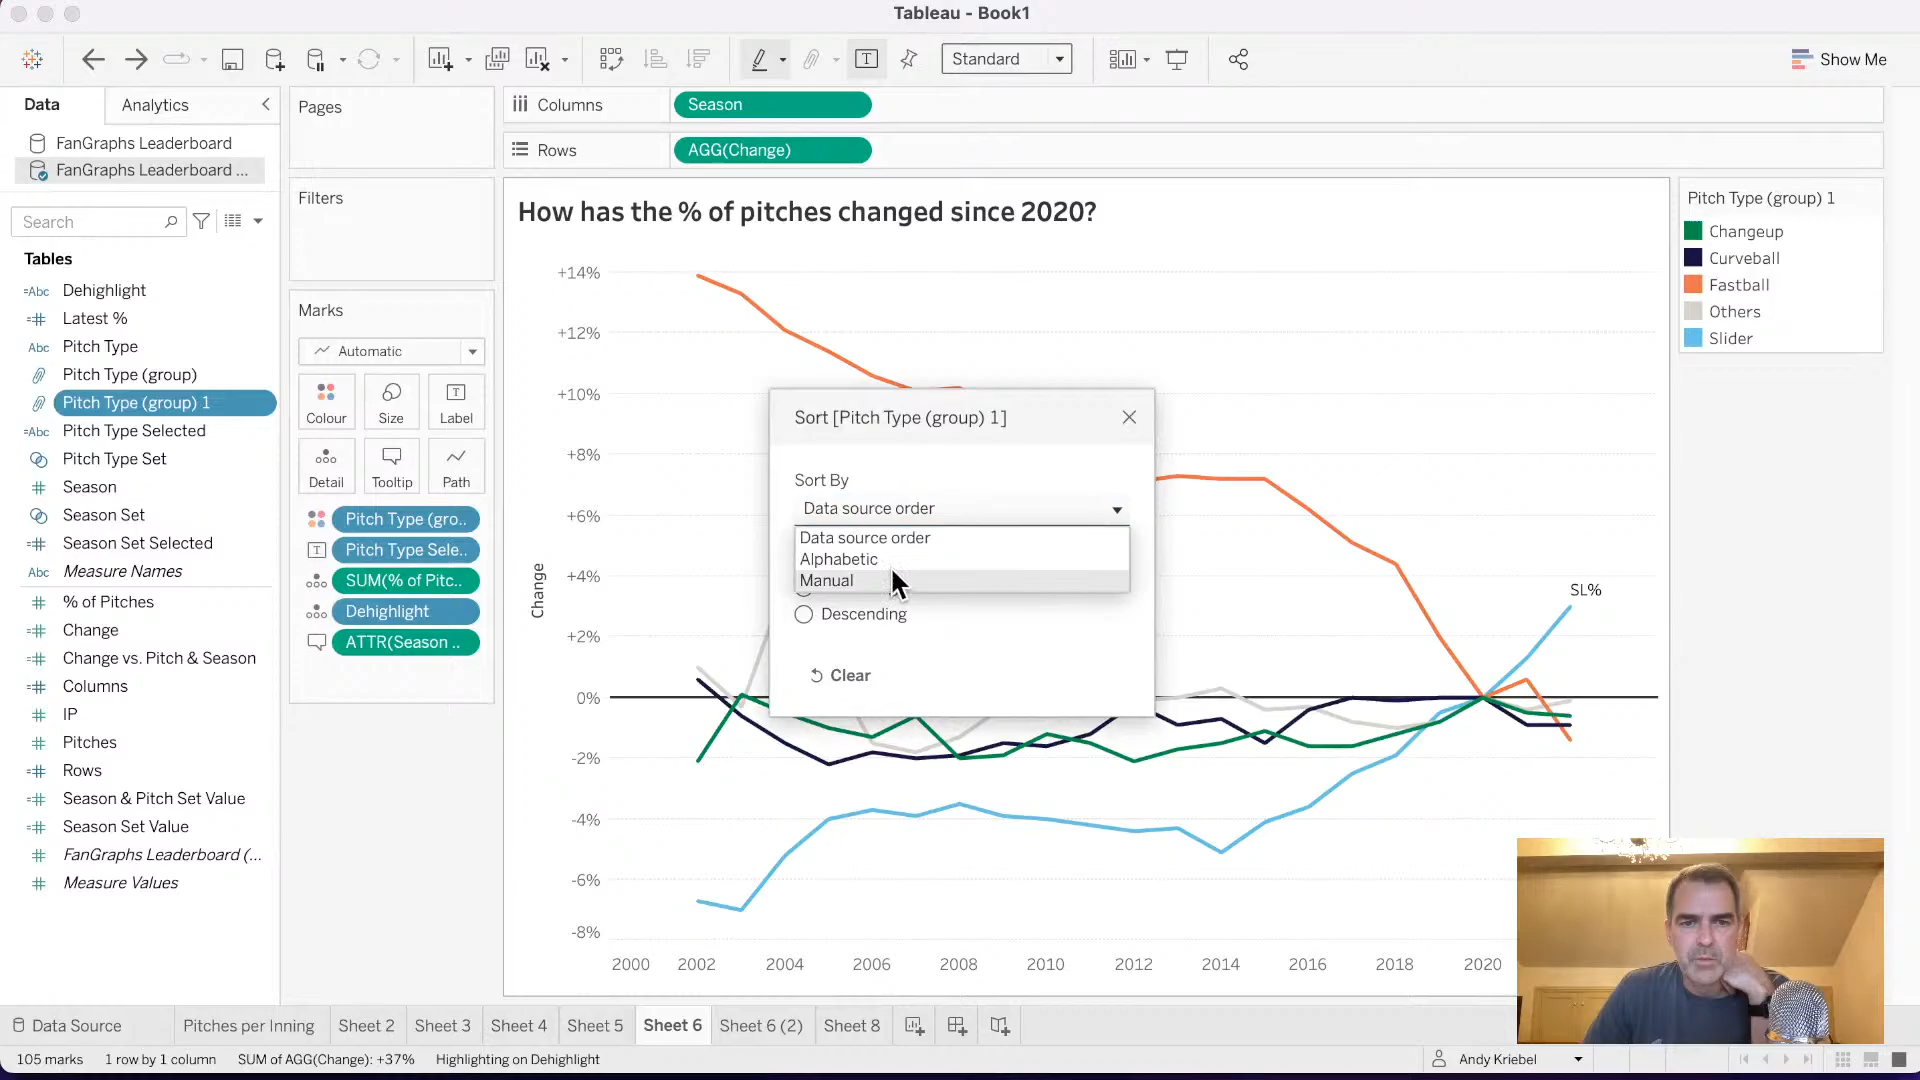 Tableau - Book1
Standard
Show Me
Data
Analytics
FanGraphs Leaderboard
FanGraphs Leaderboard ...
Search
Tables
=Abc Dehighlight
Latest %
Abc Pitch Type
Pitch Type (group)
Pitch Type (group) 1
=Abc Pitch Type Selected
Pitch Type Set
Season
Season Set
Season Set Selected
Abc Measure Names
% of Pitches
Change
Change vs. Pitch & Season
Columns
IP
Pitches
Rows
Season & Pitch Set Value
Season Set Value
FanGraphs Leaderboard (...
Measure Values
Pages
Filters
Marks
Automatic
Colour
Size
Label
Detail
Tooltip
Path
Pitch Type (gro..
Pitch Type Sele..
SUM(% of Pitc..
Dehighlight
ATTR(Season ..
Columns
Season
Rows
AGG(Change)
How has the % of pitches changed since 2020?
+14%
+12%
+10%
+8%
+6%
+4%
+2%
0%
-2%
-4%
-6%
-8%
Change
SL%
2000 2002 2004 2006 2008 2010 2012 2014 2016 2018 2020
Sort [Pitch Type (group) 1]
Sort By
Data source order
Data source order
Alphabetic
Manual
Descending
Clear
Pitch Type (group) 1
Changeup
Curveball
Fastball
Others
Slider
Data Source
Pitches per Inning
Sheet 2
Sheet 3
Sheet 4
Sheet 5
Sheet 6
Sheet 6 (2)
Sheet 8
105 marks
1 row by 1 column
SUM of AGG(Change): +37%
Highlighting on Dehighlight
Andy Kriebel